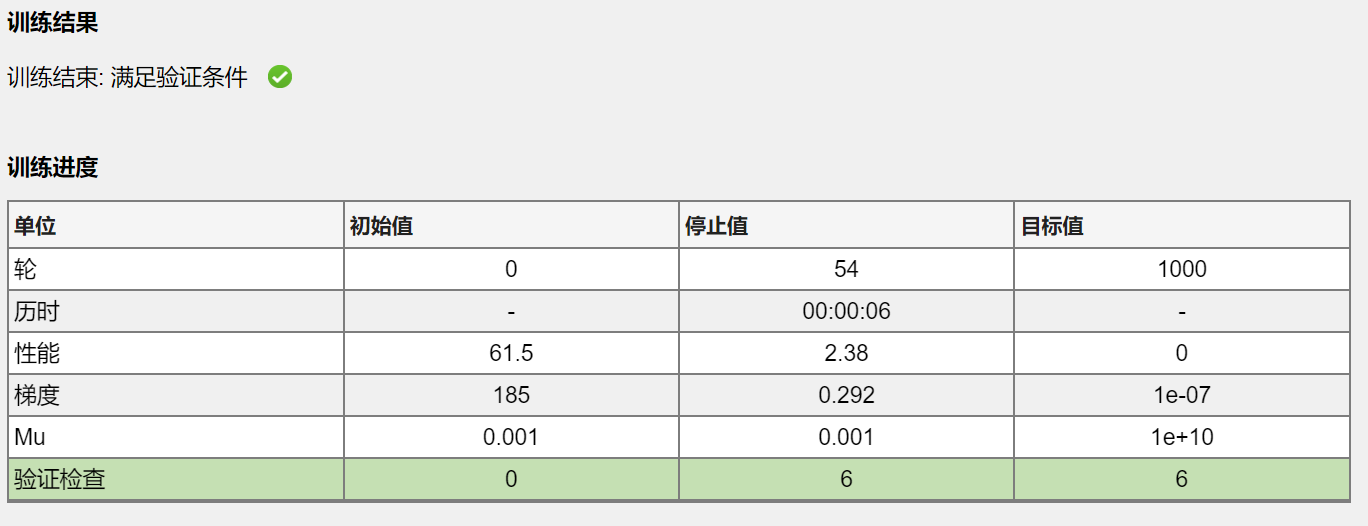 训练结果
训练结束: 满足验证条件
训练进度
单位 初始值 停止值 目标值
轮 0 54 1000
历时 - 00:00:06 -
性能 61.5 2.38 0
梯度 185 0.292 1e-07
Mu 0.001 0.001 1e+10
验证检查 0 6 6